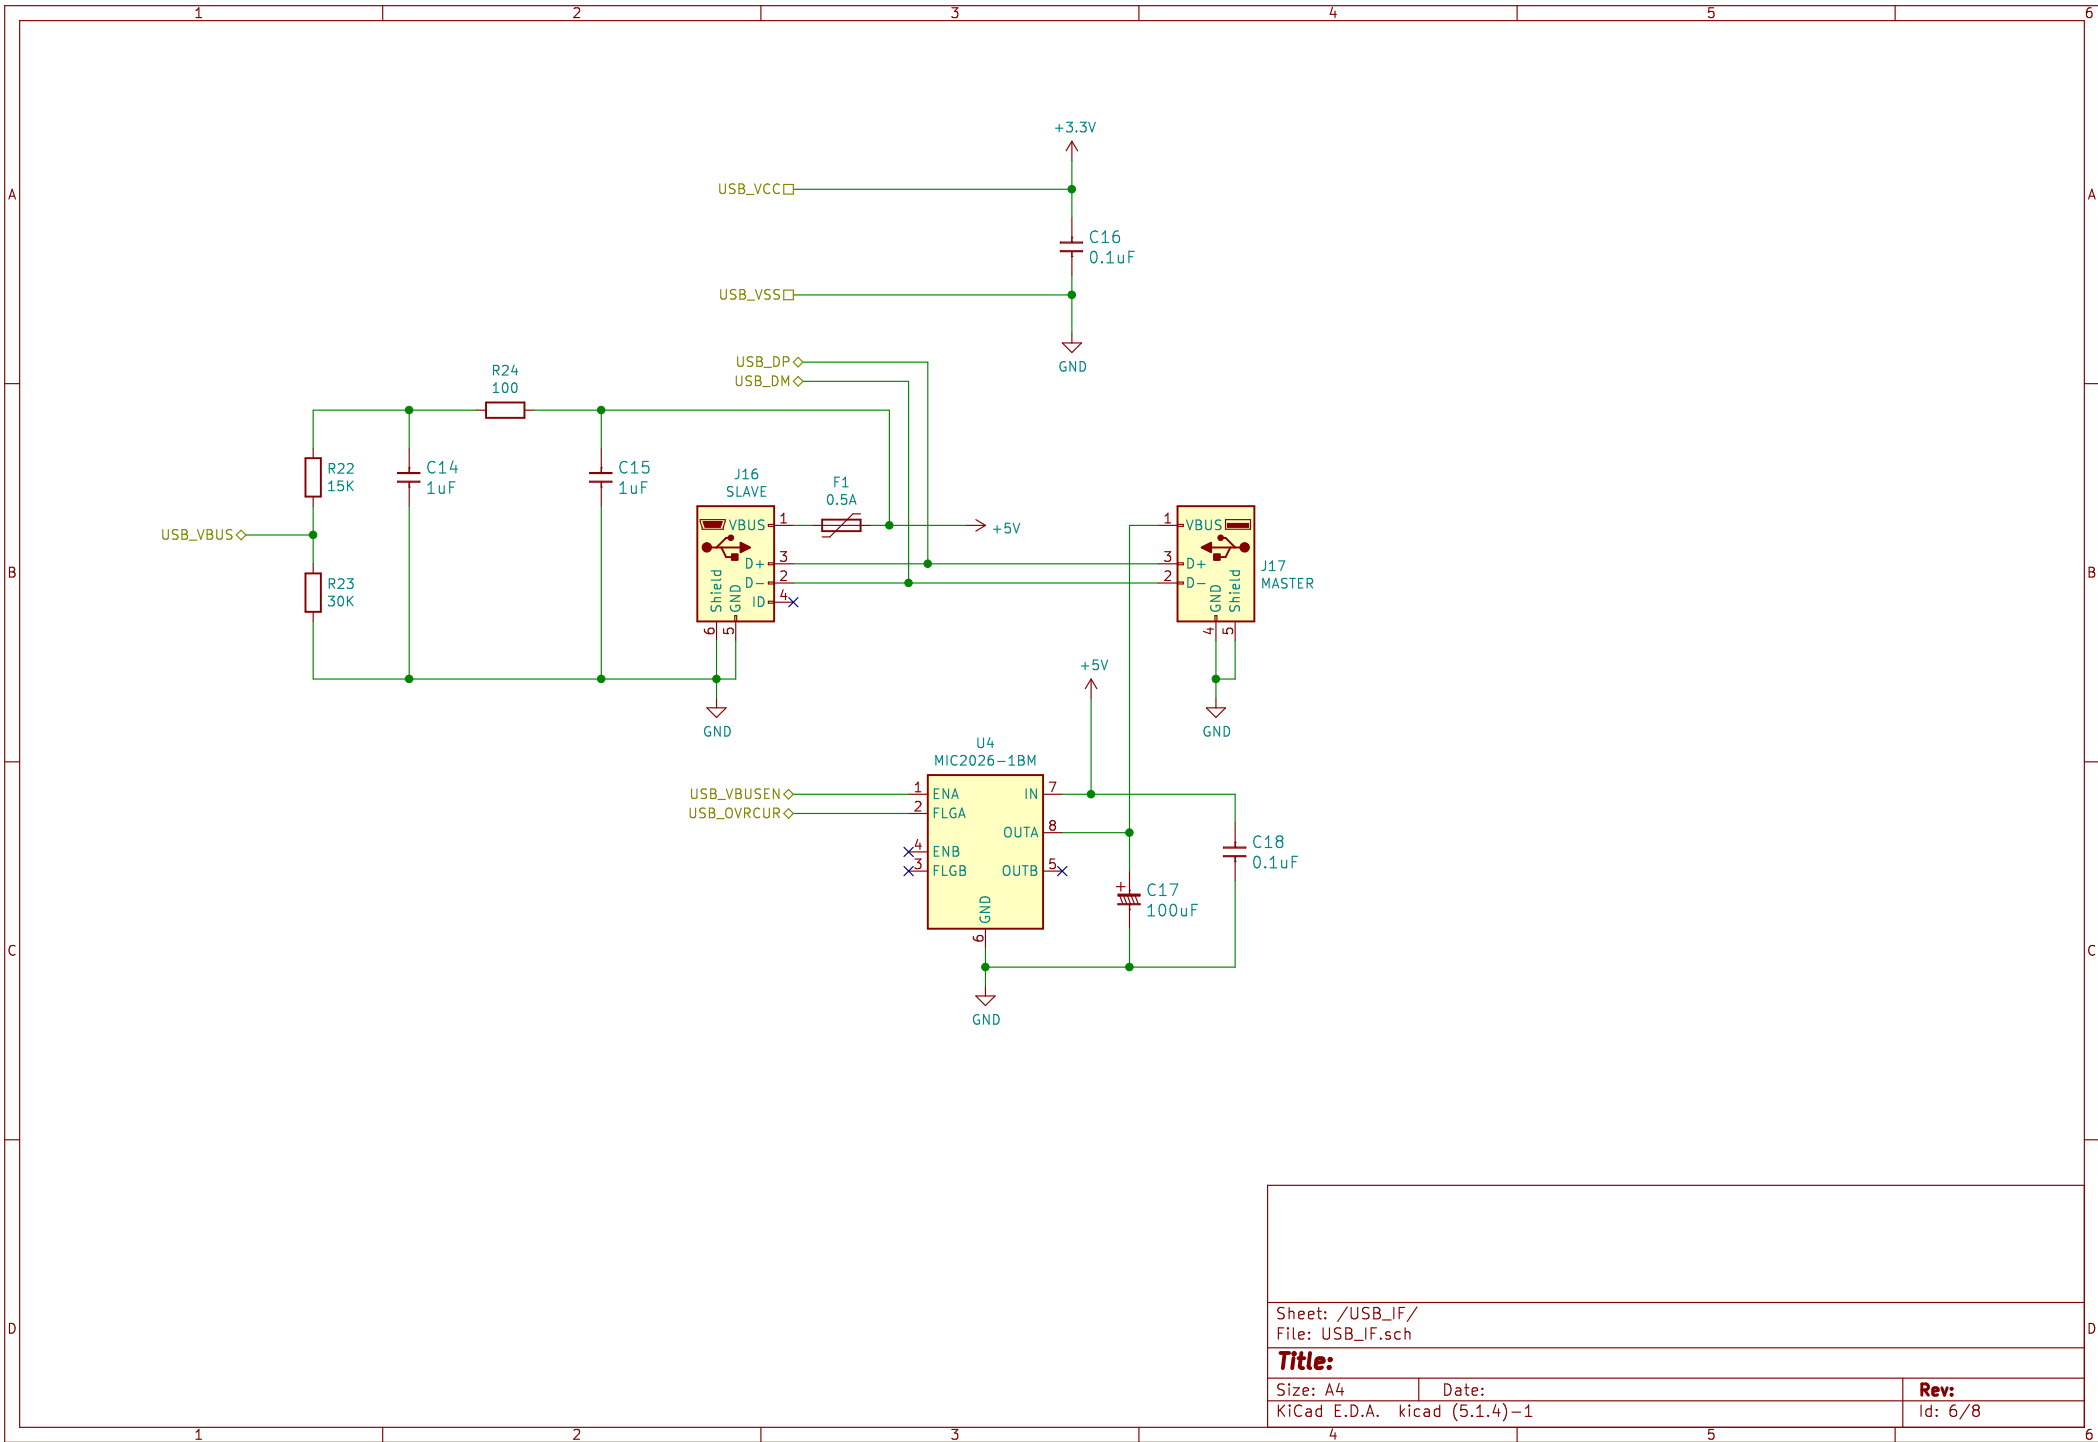 1 2 3 4 5 6
A A
+3.3V
USB_VCC
C16
0.1uF
USB_VSS
GND
USB_DP
USB_DM
R24
100
R22
15K
C14
1uF
C15
1uF
J16
SLAVE
F1
0.5A
+5V
VBUS 1
D+ 3
D- 2
ID 4
Shield
GND
6 5
GND
USB_VBUS
R23
30K
B B
1 VBUS
3 D+
2 D-
GND
Shield
4 5
J17
MASTER
GND
+5V
U4
MIC2026-1BM
USB_VBUSEN 1 ENA IN 7
USB_OVRCUR 2 FLGA
OUTA 8
4 ENB
3 FLGB OUTB 5
GND
6
C18
0.1uF
C17
100uF
GND
C C
D D
Sheet: /USB_IF/
File: USB_IF.sch
Title:
Size: A4 Date: Rev:
KiCad E.D.A. kicad (5.1.4)-1 Id: 6/8
1 2 3 4 5 6